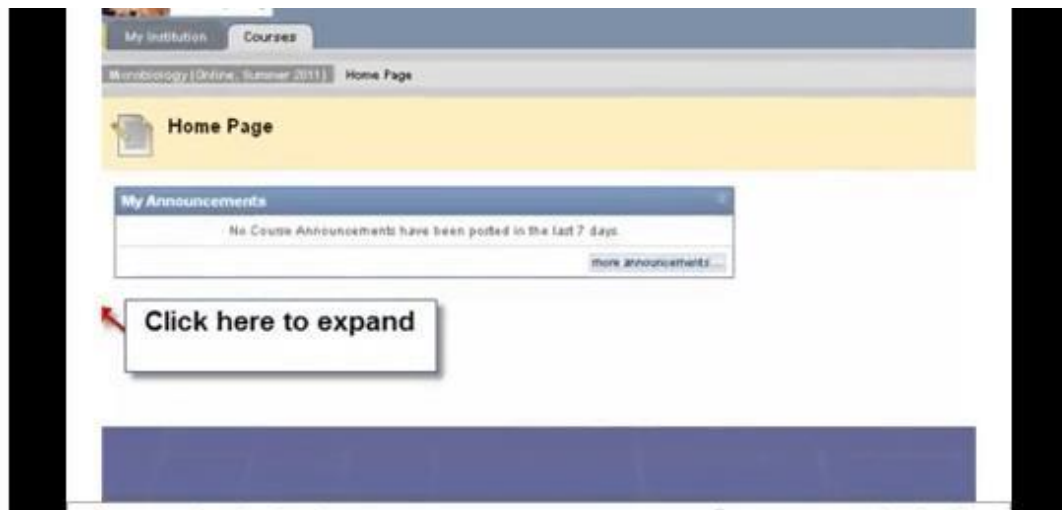 My Institution Courses
Microbiology (Online, Summer 2011) Home Page
Home Page
My Announcements
No Course Announcements have been posted in the last 7 days.
more announcements...
Click here to expand